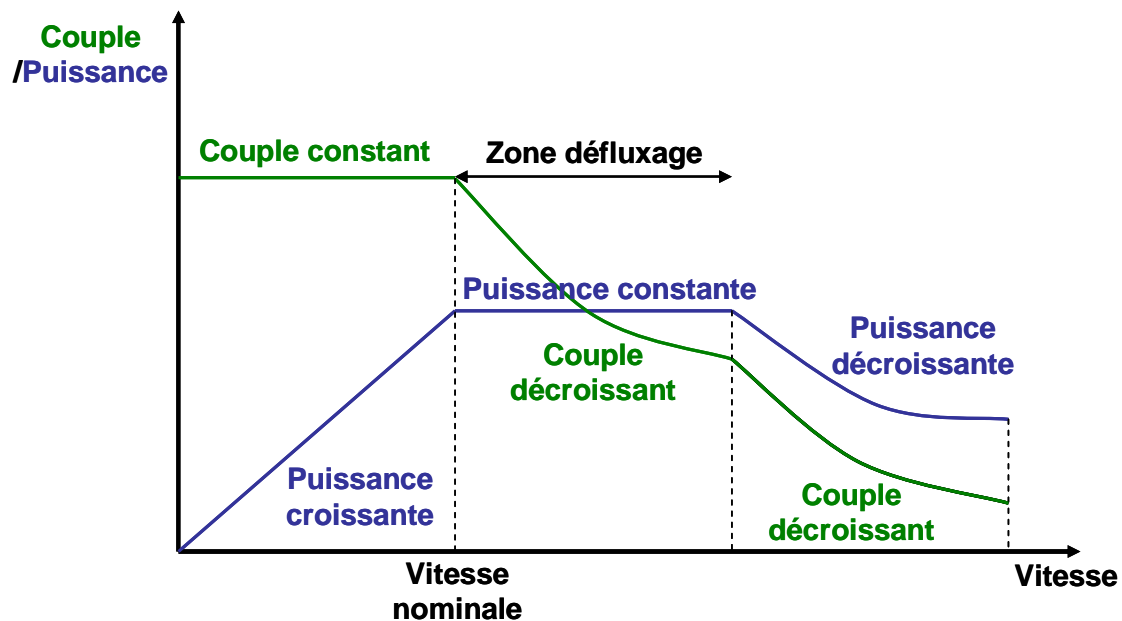 Couple
/Puissance
Couple constant
Zone défluxage
Puissance constante
Puissance
décroissante
Couple
décroissant
Puissance
croissante
Couple
décroissant
Vitesse
nominale
Vitesse